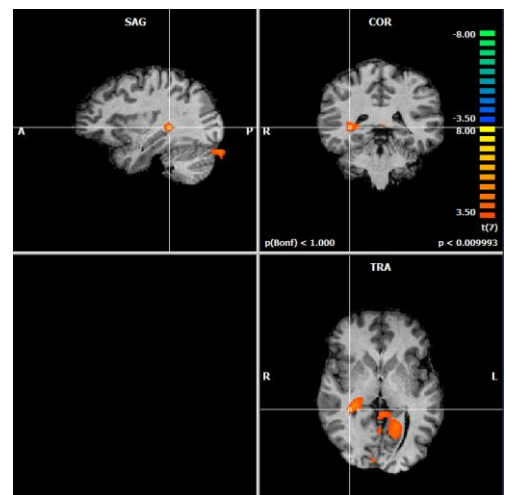 SAG
A
P
COR
R
-8.00
-3.50
8.00
3.50
t(7)
p(Bonf) < 1.000
p < 0.009993
TRA
R
L